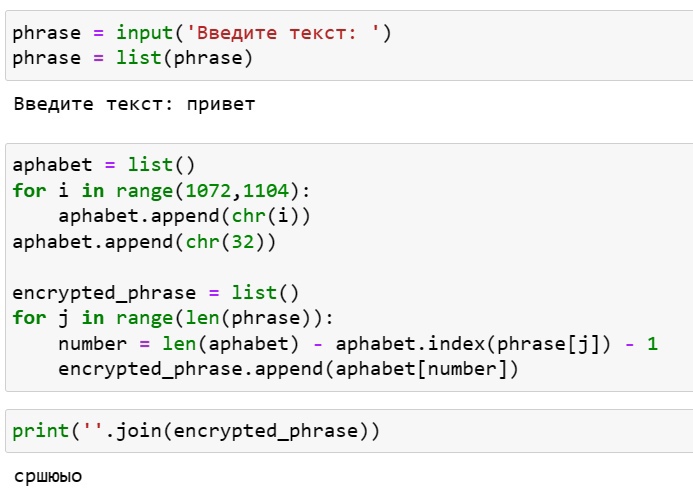 phrase = input('Введите текст: ')
phrase = list(phrase)
Введите текст: привет
aphabet = list()
for i in range(1072,1104):
    aphabet.append(chr(i))
aphabet.append(chr(32))
encrypted_phrase = list()
for j in range(len(phrase)):
    number = len(aphabet) - aphabet.index(phrase[j]) - 1
    encrypted_phrase.append(aphabet[number])
print(''.join(encrypted_phrase))
сршюыо